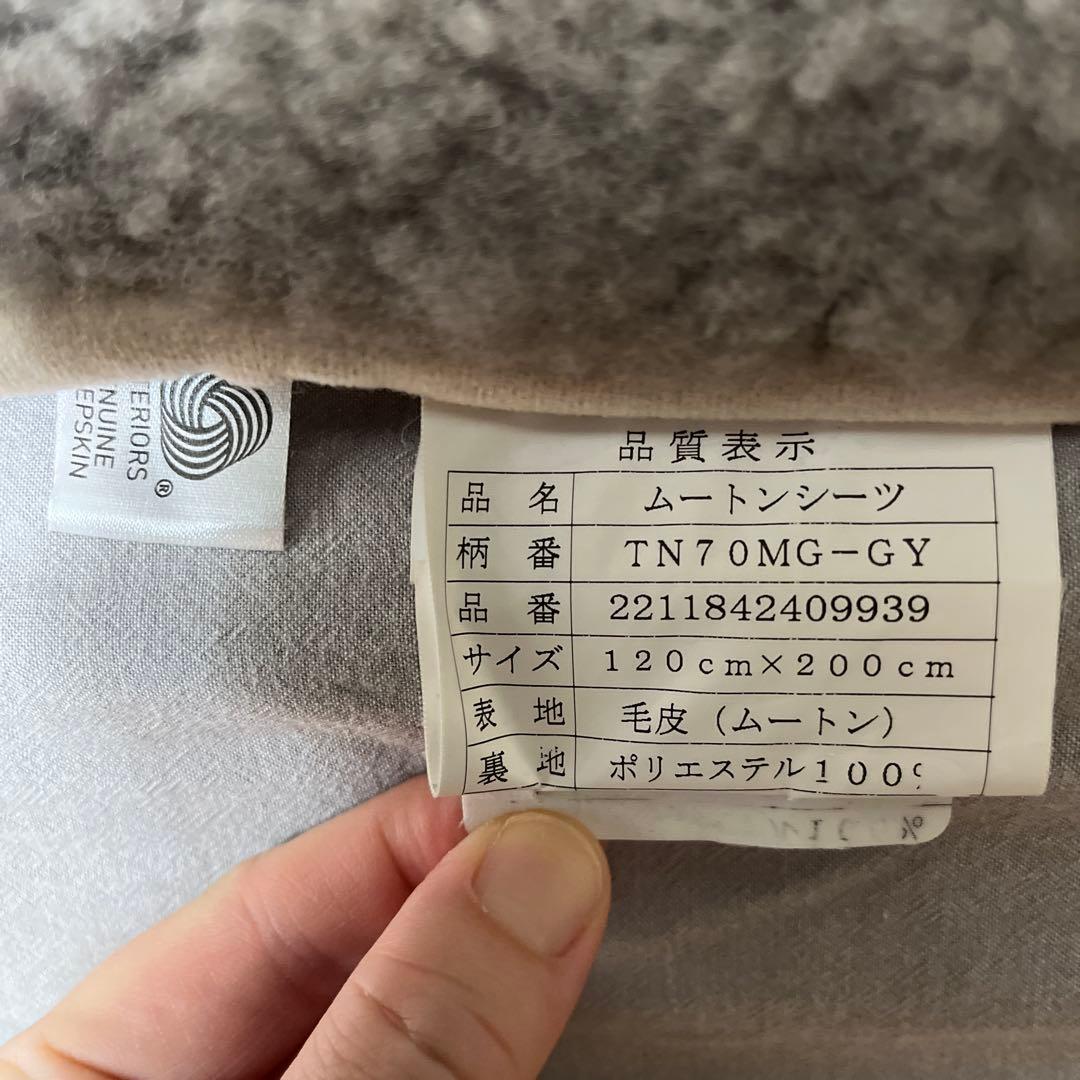 ERIORS
NUINE
EPSKIN
®
品質表示
品名 ムートンシーツ
柄番 TN70MG-GY
品番 2211842409939
サイズ 120cm×200cm
表地 毛皮(ムートン)
裏地 ポリエステル100